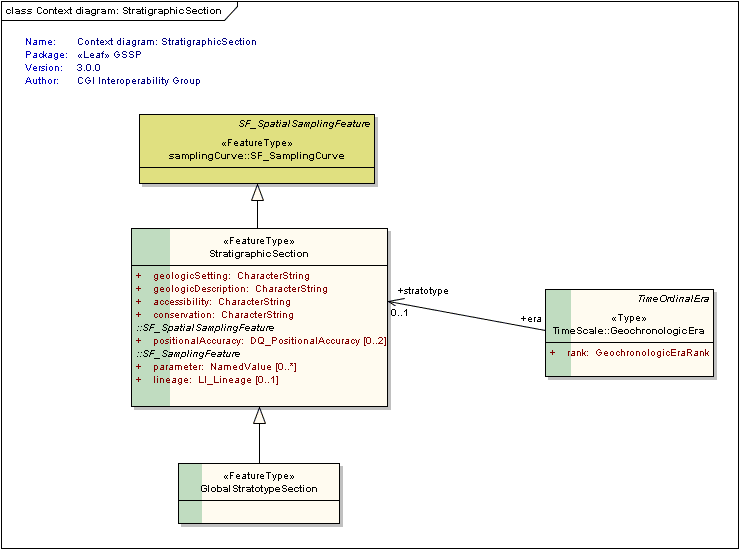 class Context diagram: StratigraphicSection
Name: Context diagram: StratigraphicSection
Package: «Leaf» GSSP
Version: 3.0.0
Author: CGI Interoperability Group
SF_SpatialSamplingFeature
«FeatureType»
samplingCurve::SF_SamplingCurve
«FeatureType»
StratigraphicSection
+ geologicSetting: CharacterString
+ geologicDescription: CharacterString
+ accessibility: CharacterString
+ conservation: CharacterString
::SF_SpatialSamplingFeature
+ positionalAccuracy: DQ_PositionalAccuracy [0..2]
::SF_SamplingFeature
+ parameter: NamedValue [0..*]
+ lineage: LI_Lineage [0..1]
+stratotype
0..1
+era
TimeOrdinalEra
«Type»
TimeScale::GeochronologicEra
+ rank: GeochronologicEraRank
«FeatureType»
GlobalStratotypeSection